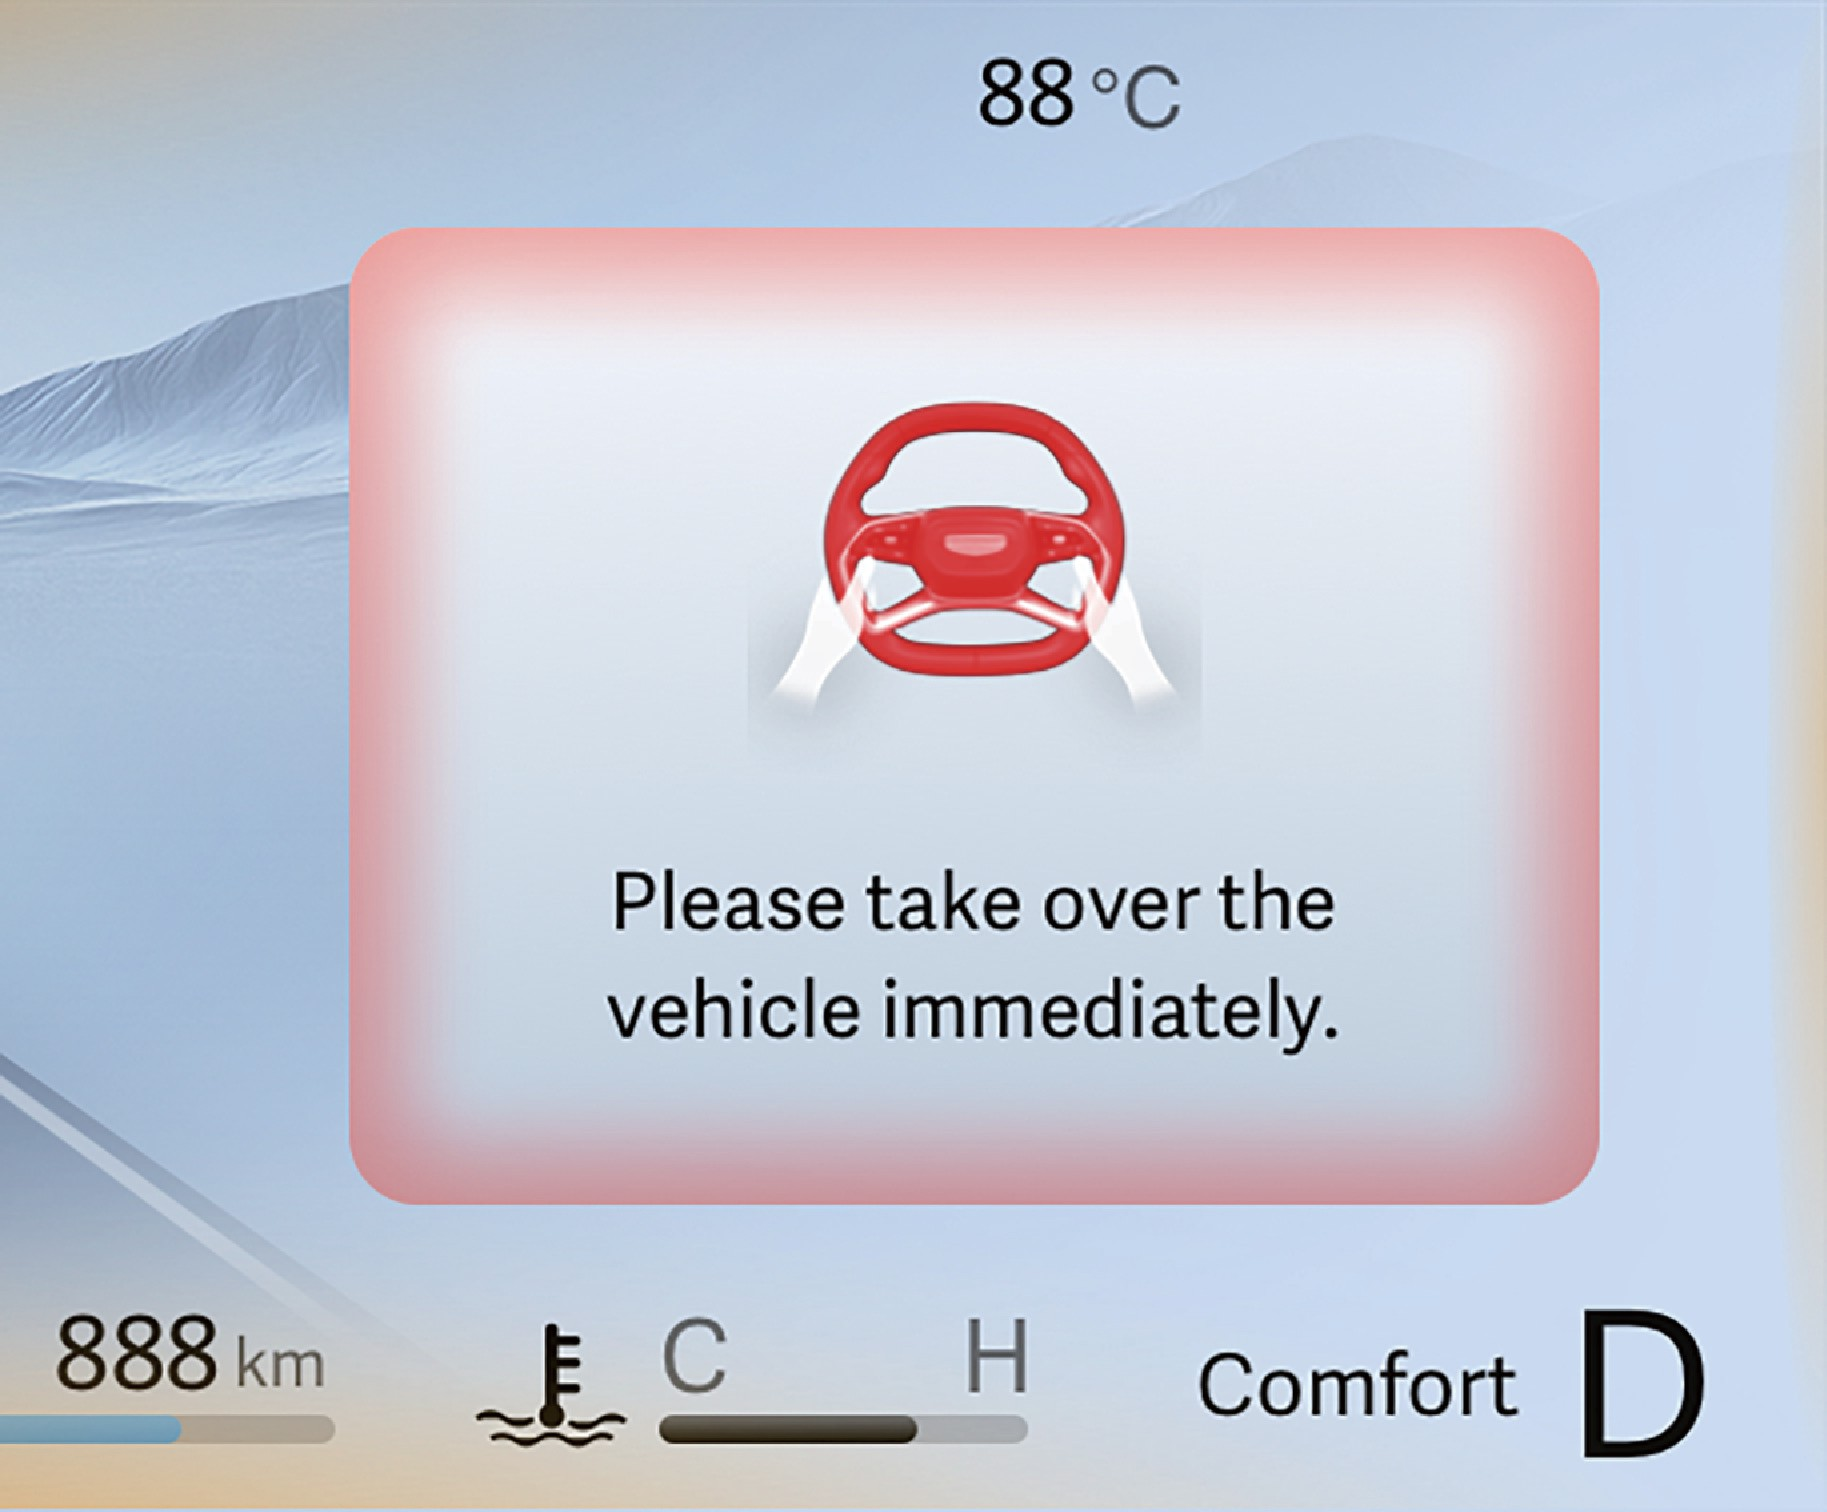 88 °C
Please take over the
vehicle immediately.
888 km
C H
Comfort D